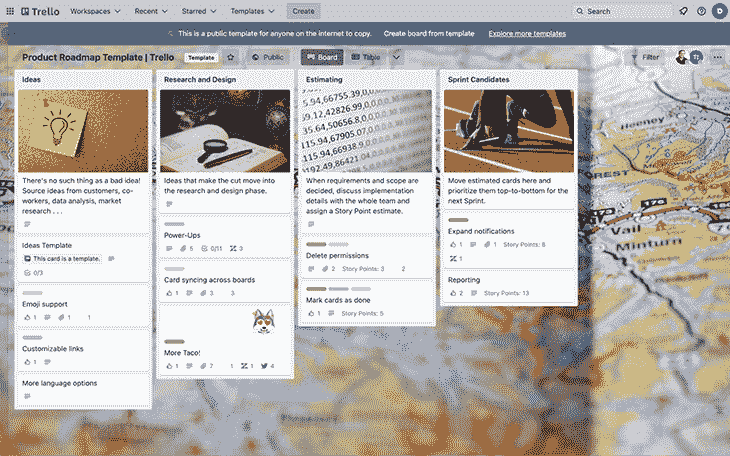 Trello
Workspaces
Recent
Starred
Templates
Create
Search
D
This is a public template for anyone on the internet to copy.
Create board from template
Explore more templates
Product Roadmap Template | Trello
Template
Public
Board
Table
Filter
Ideas
There's no such thing as a bad idea!
Source ideas from customers, co-
workers, data analysis, market
research . . .
Ideas Template
This card is a template.
0/3
Emoji support
1
1
1
Customizable links
1
More language options
Research and Design
Ideas that make the cut move into
the research and design phase.
Power-Ups
5
0/11
3
Card syncing across boards
1
3
3
More Taco!
1
7
1
1
4
Estimating
When requirements and scope are
decided, discuss implementation
details with the whole team and
assign a Story Point estimate.
Delete permissions
2
Story Points: 3
2
Mark cards as done
1
Story Points: 5
Sprint Candidates
Move estimated cards here and
prioritize them top-to-bottom for the
next Sprint.
Expand notifications
1
1
Story Points: 8
1
Reporting
2
Story Points: 13
176
Vail
Minturn